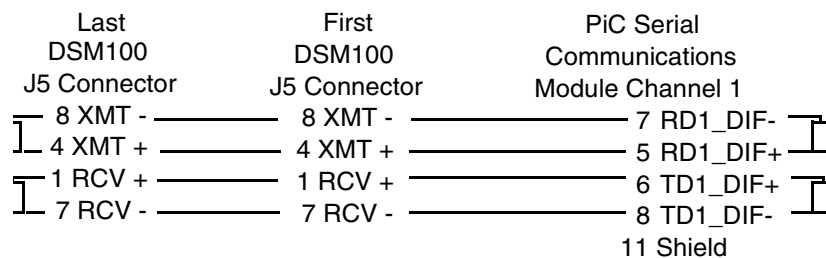 Last First PiC Serial
DSM100 DSM100 Communications
J5 Connector J5 Connector Module Channel 1
8 XMT - 8 XMT - 7 RD1_DIF-
4 XMT + 4 XMT + 5 RD1_DIF+
1 RCV + 1 RCV + 6 TD1_DIF+
7 RCV - 7 RCV - 8 TD1_DIF-
11 Shield